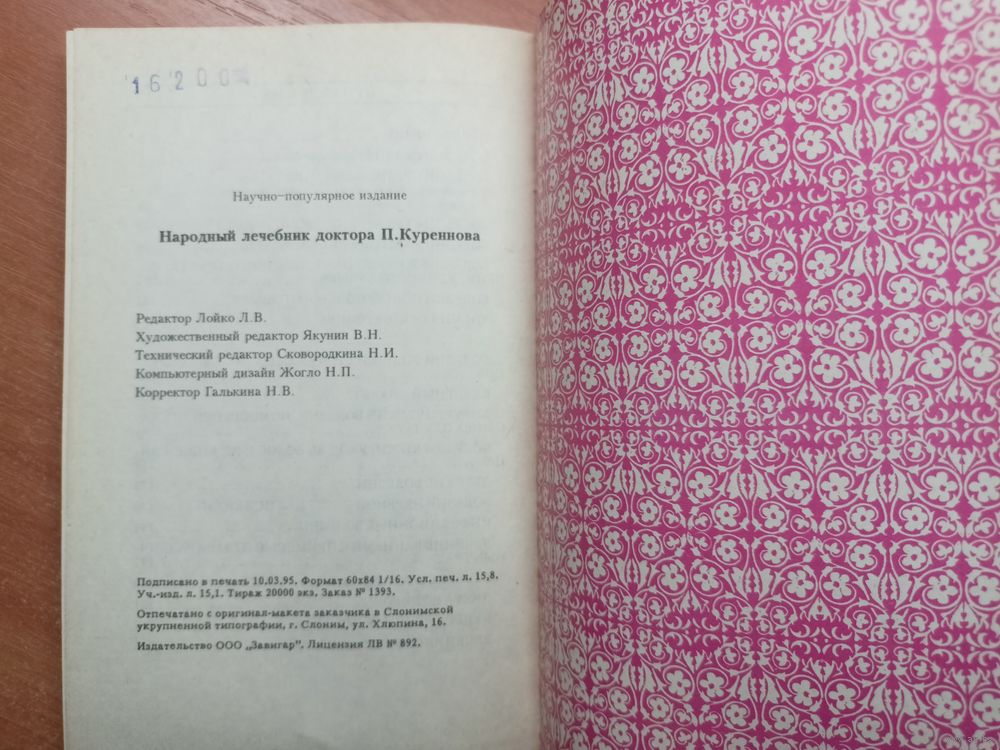 16200
Научно-популярное издание
Народный лечебник доктора П.Куреннова
Редактор Лойко Л.В.
Художественный редактор Якунин В.Н.
Технический редактор Сковородкина Н.И.
Компьютерный дизайн Жогло Н.П.
Корректор Галькина Н.В.
Подписано в печать 10.03.95. Формат 60х84 1/16. Усл. печ. л. 15,8.
Уч.-изд. л. 15,1. Тираж 20000 экз. Заказ № 1393.
Отпечатано с оригинал-макета заказчика в Слонимской
укрупненной типографии, г. Слоним, ул. Хлюпина, 16.
Издательство ООО „Завигар". Лицензия ЛВ № 892.